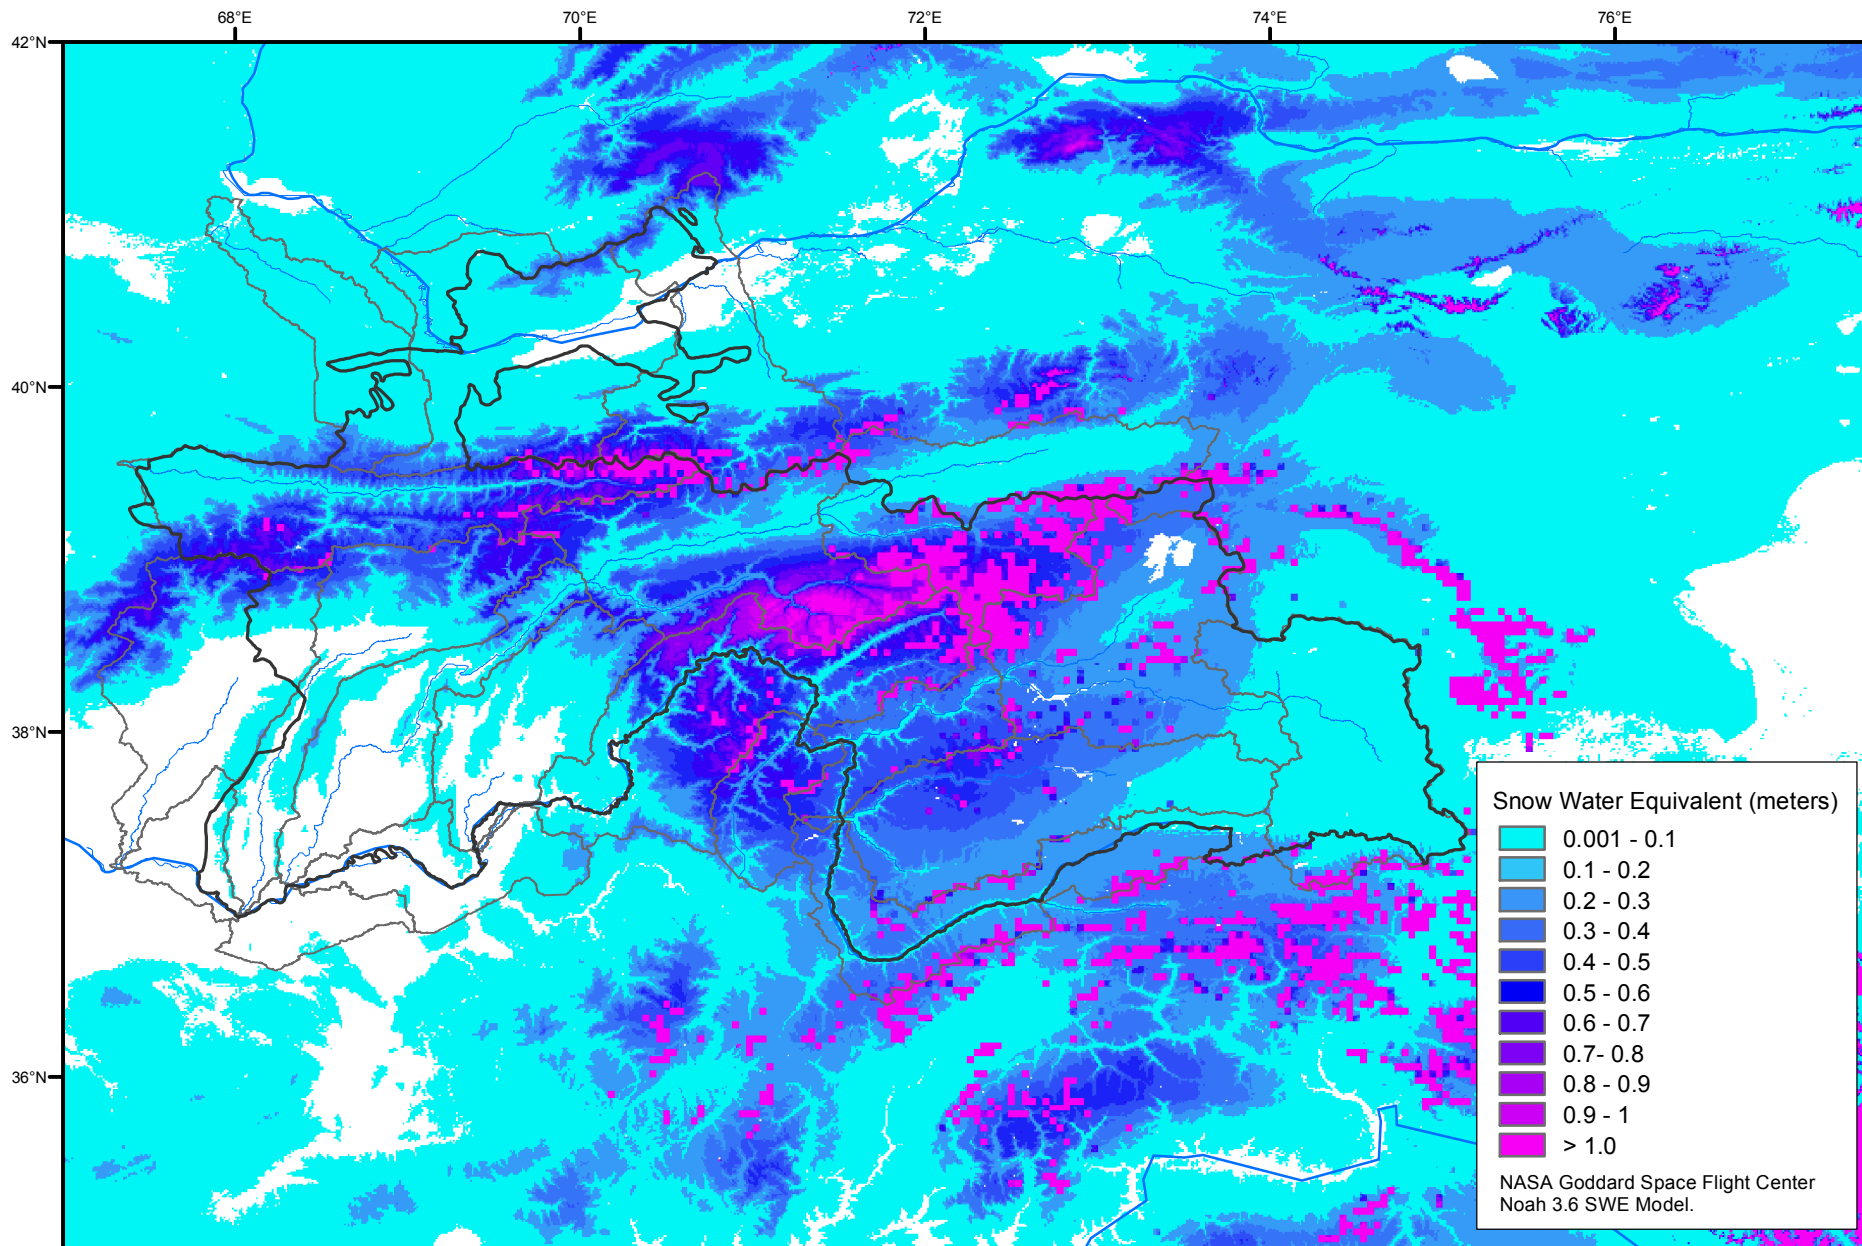 68°E
70°E
72°E
74°E
76°E
42°N
40°N
38°N
36°N
Snow Water Equivalent (meters)
0.001 - 0.1
0.1 - 0.2
0.2 - 0.3
0.3 - 0.4
0.4 - 0.5
0.5 - 0.6
0.6 - 0.7
0.7- 0.8
0.8 - 0.9
0.9 - 1
> 1.0
NASA Goddard Space Flight Center
Noah 3.6 SWE Model.